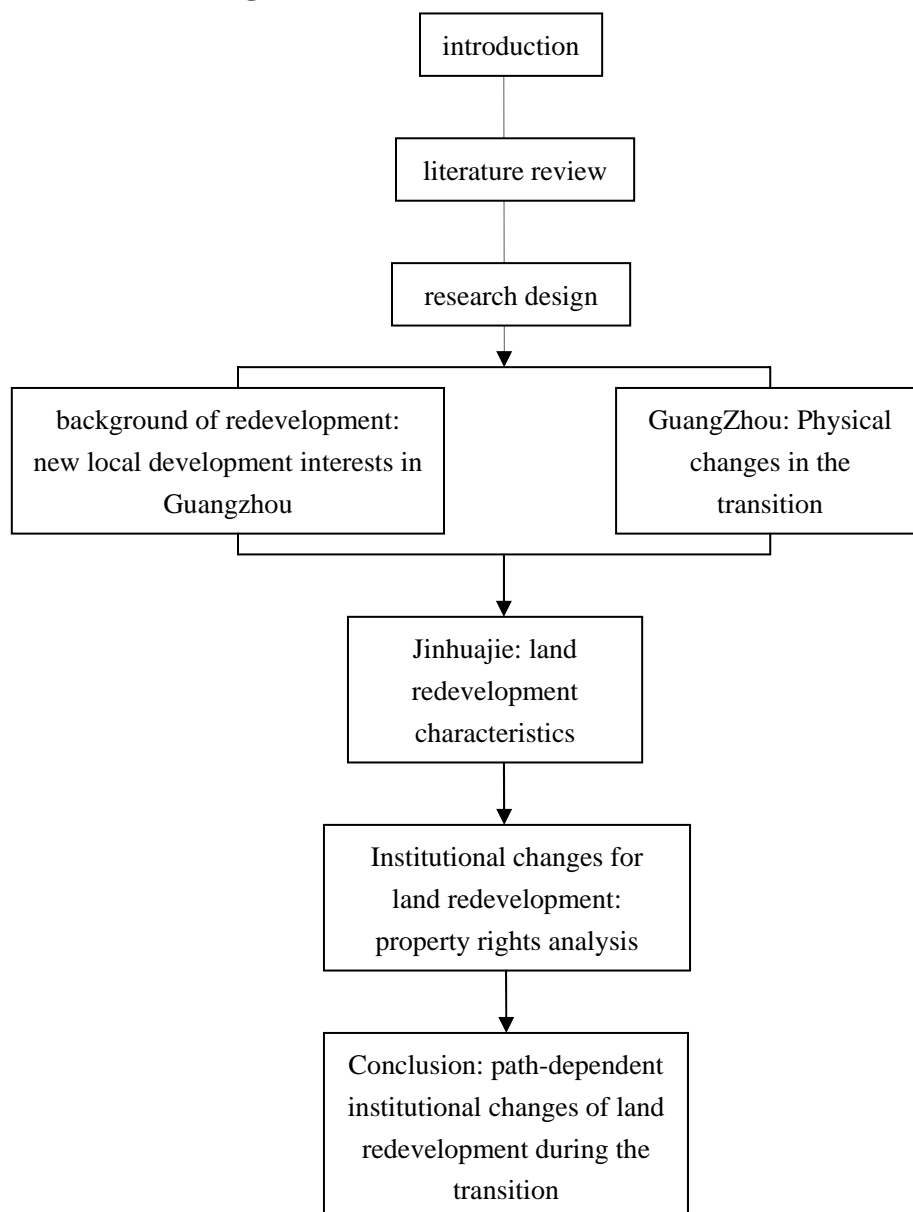 introduction
literature review
research design
background of redevelopment:
new local development interests in
Guangzhou
GuangZhou: Physical
changes in the
transition
Jinhuajie: land
redevelopment
characteristics
Institutional changes for
land redevelopment:
property rights analysis
Conclusion: path-dependent
institutional changes of land
redevelopment during the
transition